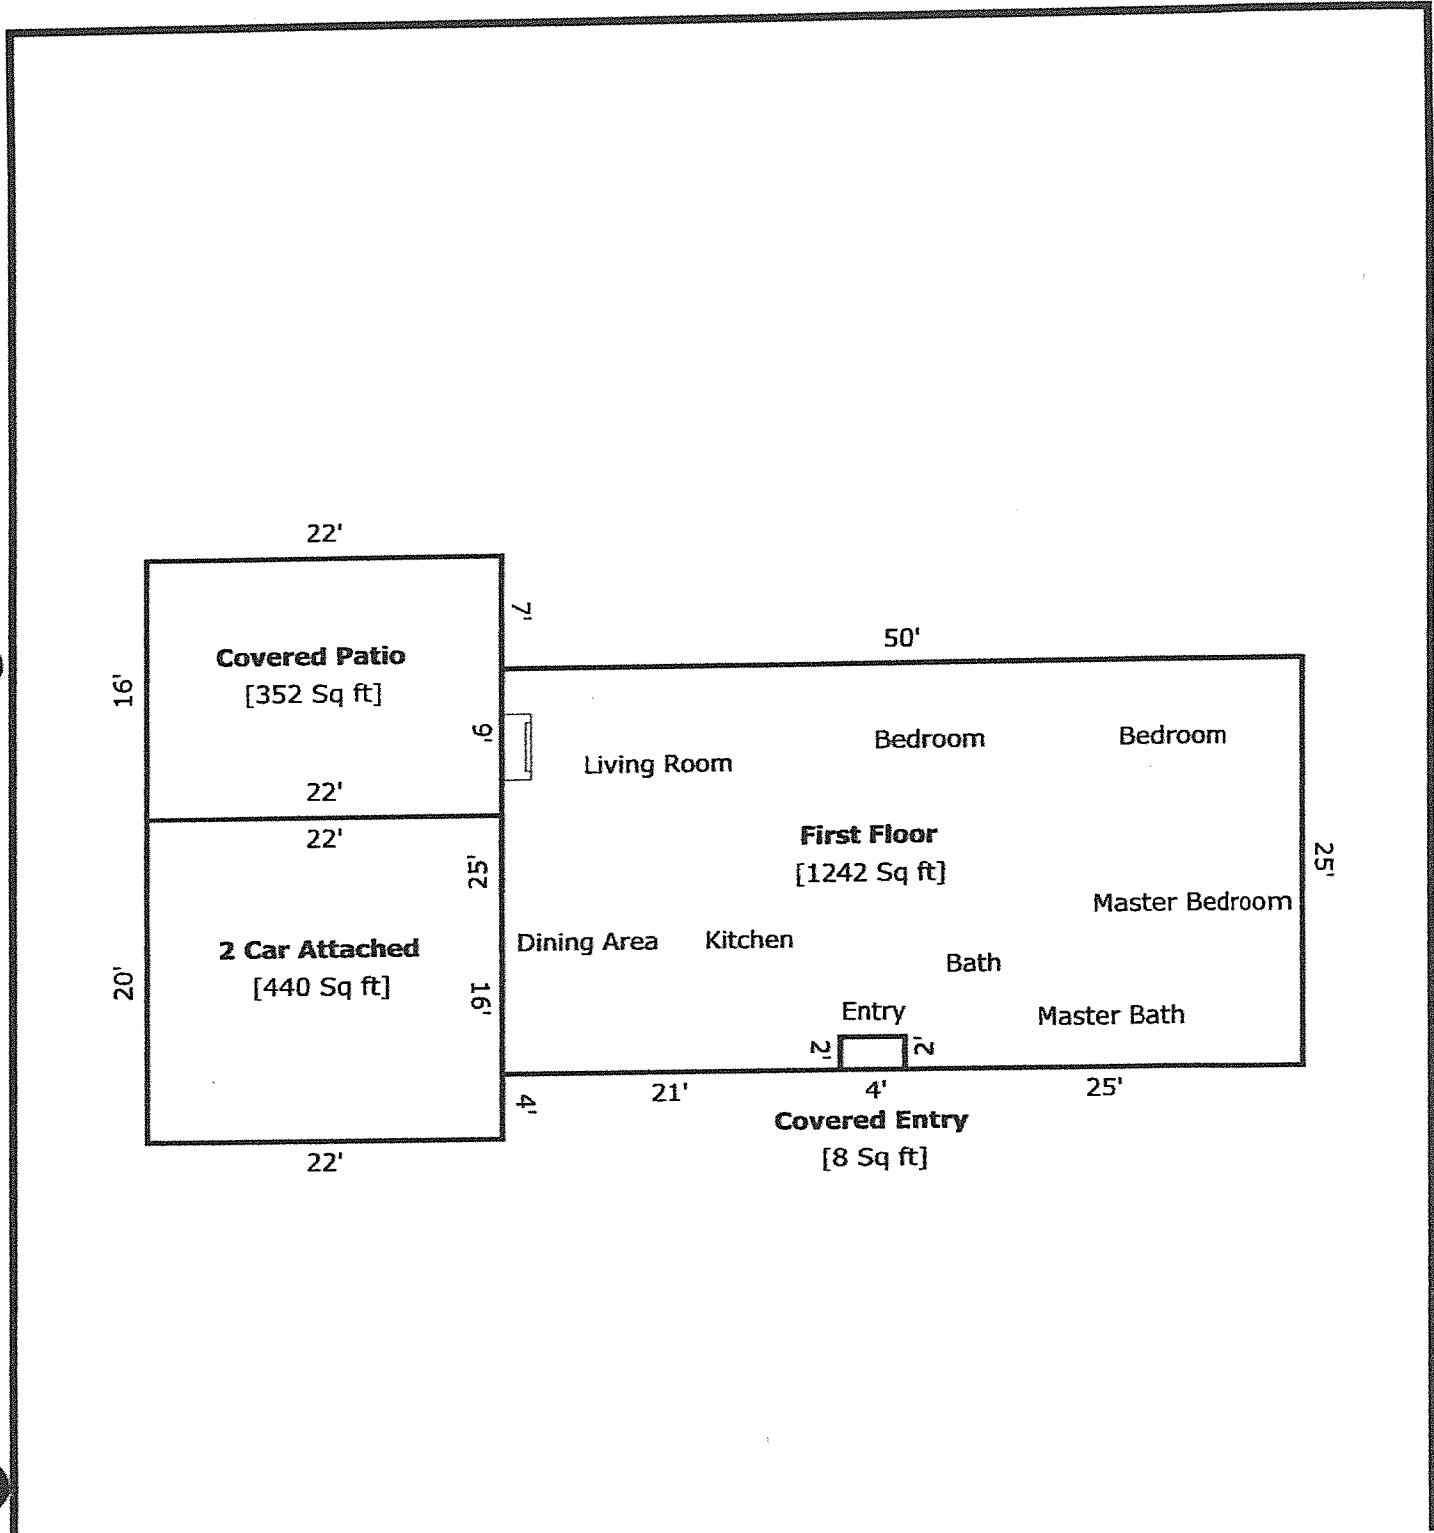 22'
7'
50'
Covered Patio
[352 Sq ft]
16'
9'
Living Room
Bedroom
Bedroom
22'
22'
First Floor
[1242 Sq ft]
25'
25'
Master Bedroom
2 Car Attached
[440 Sq ft]
20'
16'
Dining Area
Kitchen
Bath
Entry
Master Bath
2'
2'
21'
4'
25'
4'
Covered Entry
[8 Sq ft]
22'